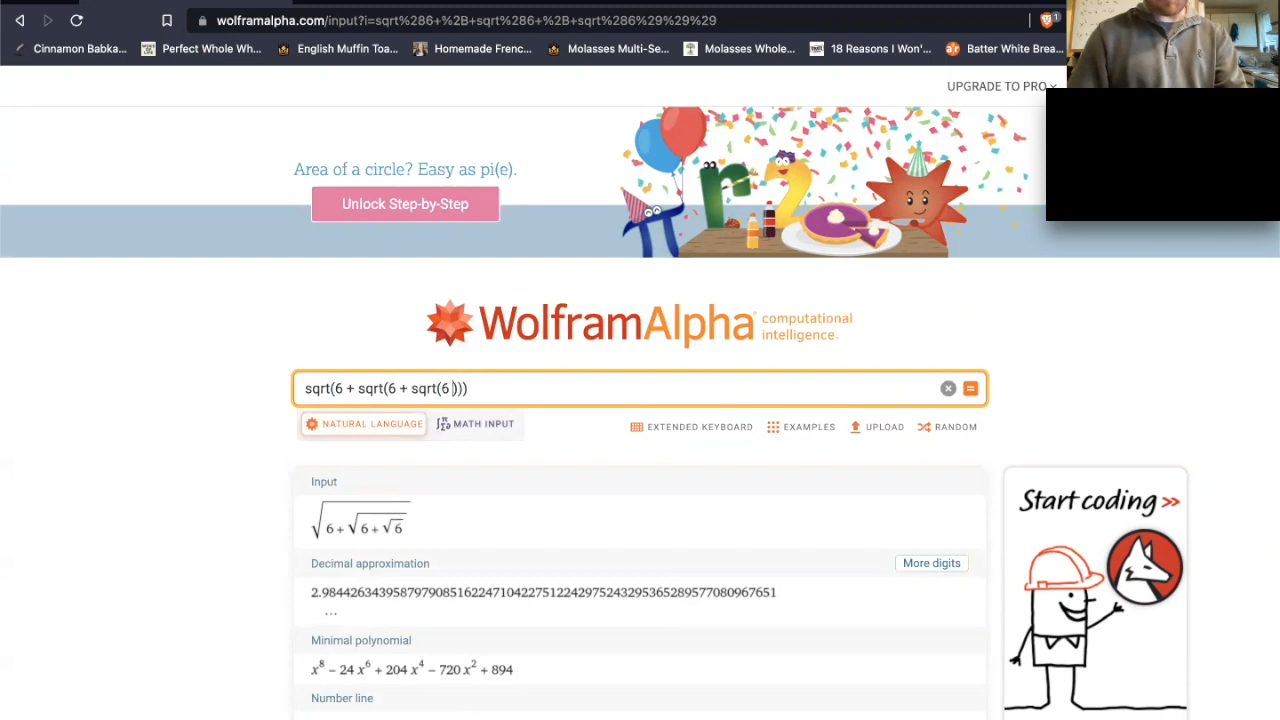 wolframalpha.com/input?i=sqrt%286+%2B+sqrt%286+%2B+sqrt%286%29%29%29
1
Cinnamon Babka... Perfect Whole Wh... English Muffin Toa... Homemade Frenc... Molasses Multi-Se... Molasses Whole... 18 Reasons I Won'... Batter White Brea...
UPGRADE TO PRO
Area of a circle? Easy as pi(e).
Unlock Step-by-Step
π r 2
WolframAlpha computational
intelligence.
sqrt(6 + sqrt(6 + sqrt(6 )))
NATURAL LANGUAGE MATH INPUT EXTENDED KEYBOARD EXAMPLES UPLOAD RANDOM
Input
√(6 + √(6 + √6))
Decimal approximation More digits
2.984426343958797908516224710422751224297524329536528957708096​7651
...
Minimal polynomial
x⁸ − 24 x⁶ + 204 x⁴ − 720 x² + 894
Number line
Start coding >>